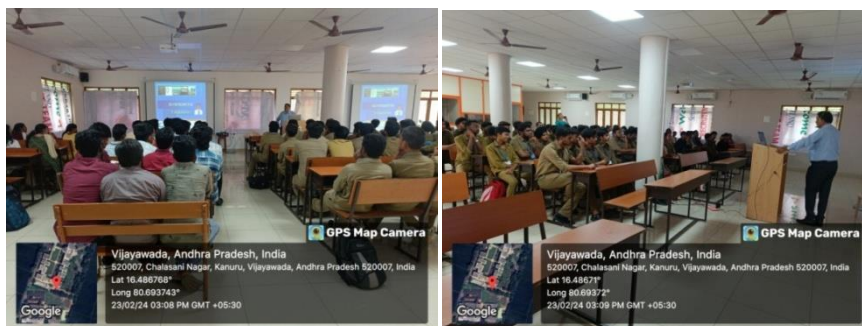 GPS Map Camera
Vijayawada, Andhra Pradesh, India
520007, Chalasani Nagar, Kanuru, Vijayawada, Andhra Pradesh 520007, India
Lat 16.486768°
Long 80.693743°
23/02/24 03:08 PM GMT +05:30
Google
GPS Map Camera
Vijayawada, Andhra Pradesh, India
520007, Chalasani Nagar, Kanuru, Vijayawada, Andhra Pradesh 520007, India
Lat 16.48671°
Long 80.69372°
23/02/24 03:09 PM GMT +05:30
Google